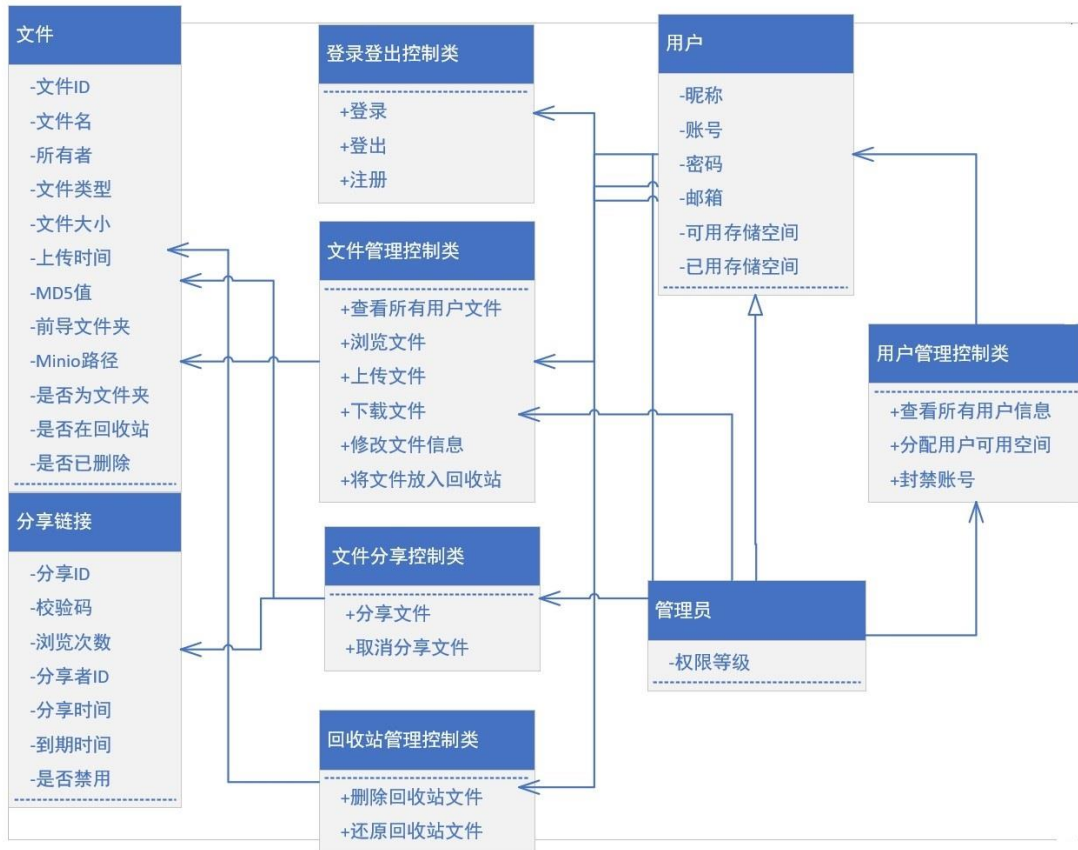 文件
-文件ID
-文件名
-所有者
-文件类型
-文件大小
-上传时间
-MD5值
-前导文件夹
-Minio路径
-是否为文件夹
-是否在回收站
-是否已删除
分享链接
-分享ID
-校验码
-浏览次数
-分享者ID
-分享时间
-到期时间
-是否禁用
登录登出控制类
+登录
+登出
+注册
文件管理控制类
+查看所有用户文件
+浏览文件
+上传文件
+下载文件
+修改文件信息
+将文件放入回收站
文件分享控制类
+分享文件
+取消分享文件
回收站管理控制类
+删除回收站文件
+还原回收站文件
用户
-昵称
-账号
-密码
-邮箱
-可用存储空间
-已用存储空间
管理员
-权限等级
用户管理控制类
+查看所有用户信息
+分配用户可用空间
+封禁账号